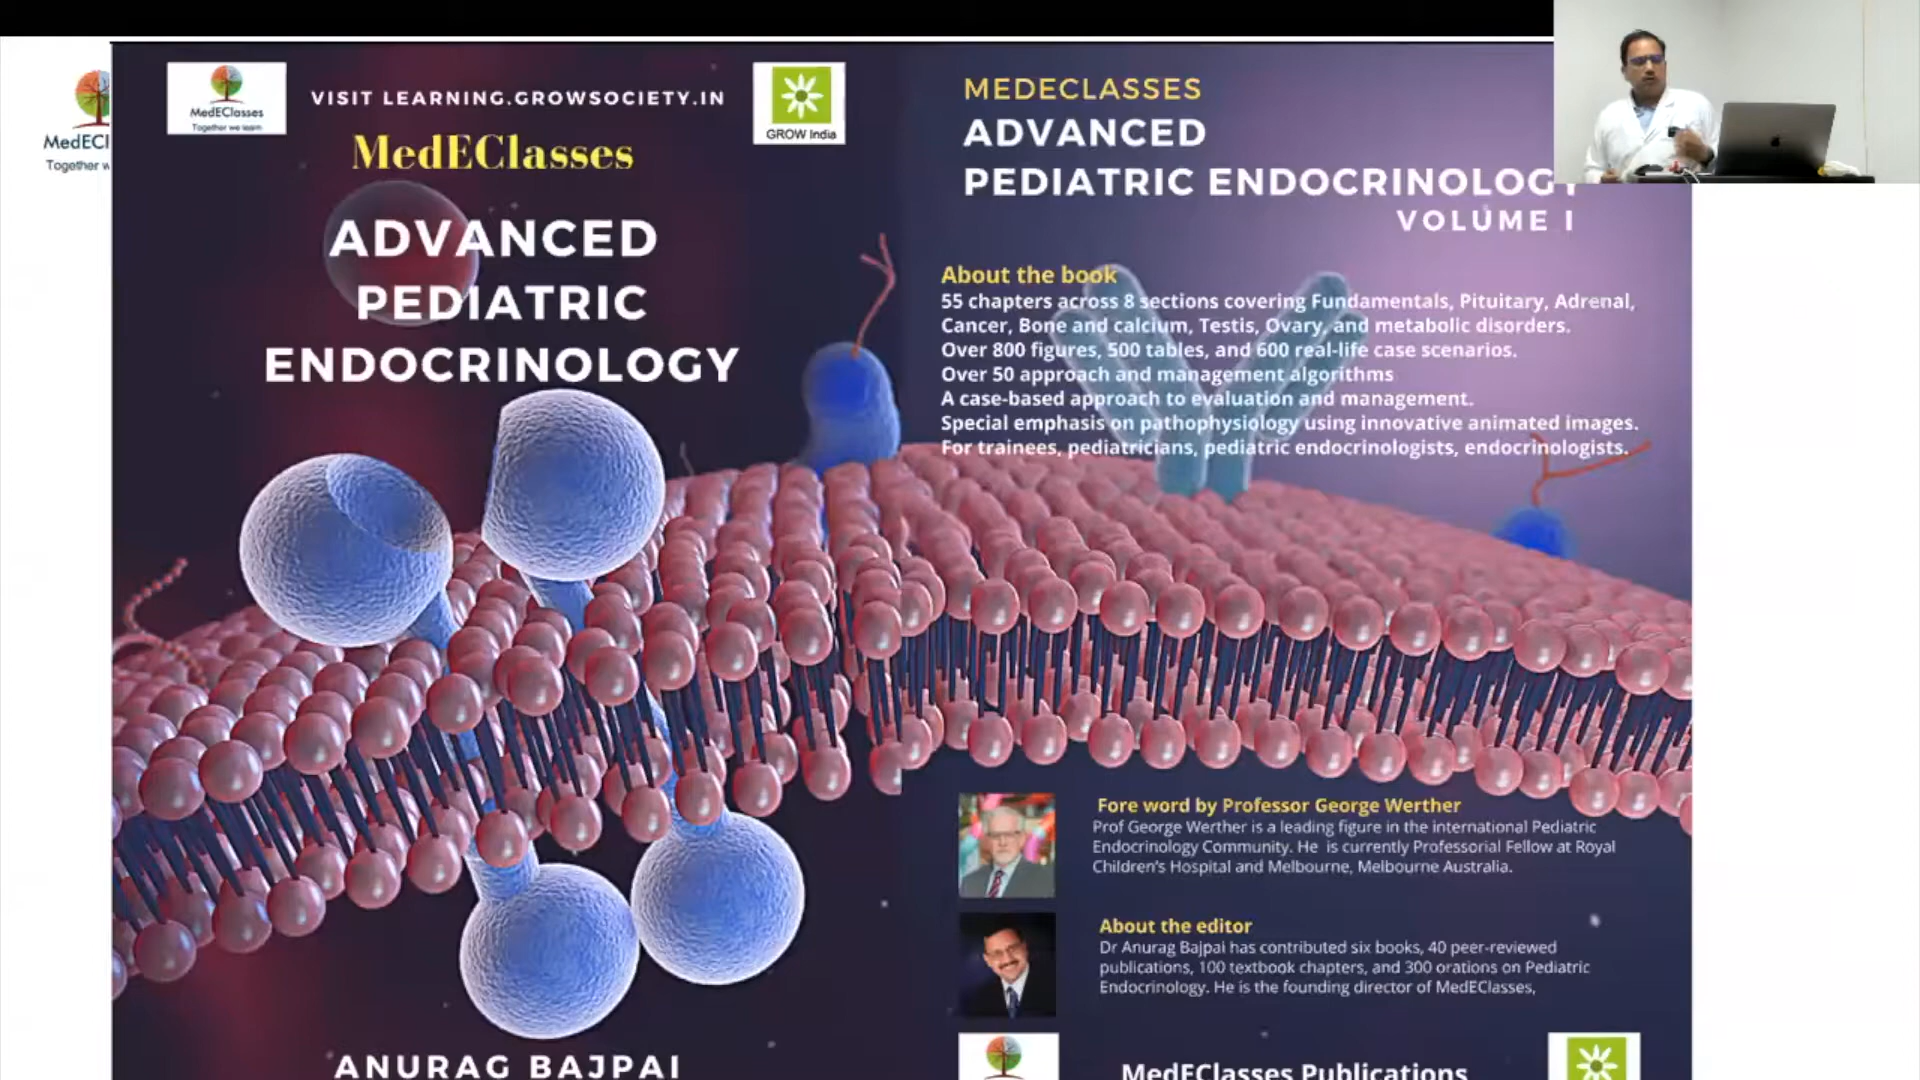 MedEClasses
Together we learn
VISIT LEARNING.GROWSOCIETY.IN
GROW India
MedECl
Together w
MedEClasses
ADVANCED
PEDIATRIC
ENDOCRINOLOGY
ANURAG BAJPAI
MEDECLASSES
ADVANCED
PEDIATRIC ENDOCRINOLOGY
VOLUME I
About the book
55 chapters across 8 sections covering Fundamentals, Pituitary, Adrenal,
Cancer, Bone and calcium, Testis, Ovary, and metabolic disorders.
Over 800 figures, 500 tables, and 600 real-life case scenarios.
Over 50 approach and management algorithms
A case-based approach to evaluation and management.
Special emphasis on pathophysiology using innovative animated images.
For trainees, pediatricians, pediatric endocrinologists, endocrinologists.
Fore word by Professor George Werther
Prof George Werther is a leading figure in the international Pediatric
Endocrinology Community. He is currently Professorial Fellow at Royal
Children's Hospital and Melbourne, Melbourne Australia.
About the editor
Dr Anurag Bajpai has contributed six books, 40 peer-reviewed
publications, 100 textbook chapters, and 300 orations on Pediatric
Endocrinology. He is the founding director of MedEClasses,
MedEClasses Publications